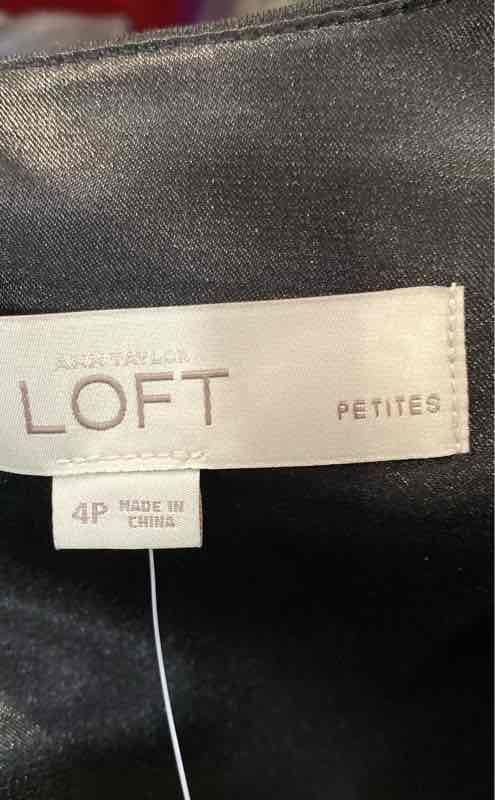 ANN TAYLOR
LOFT
PETITES
4P
MADE IN
CHINA